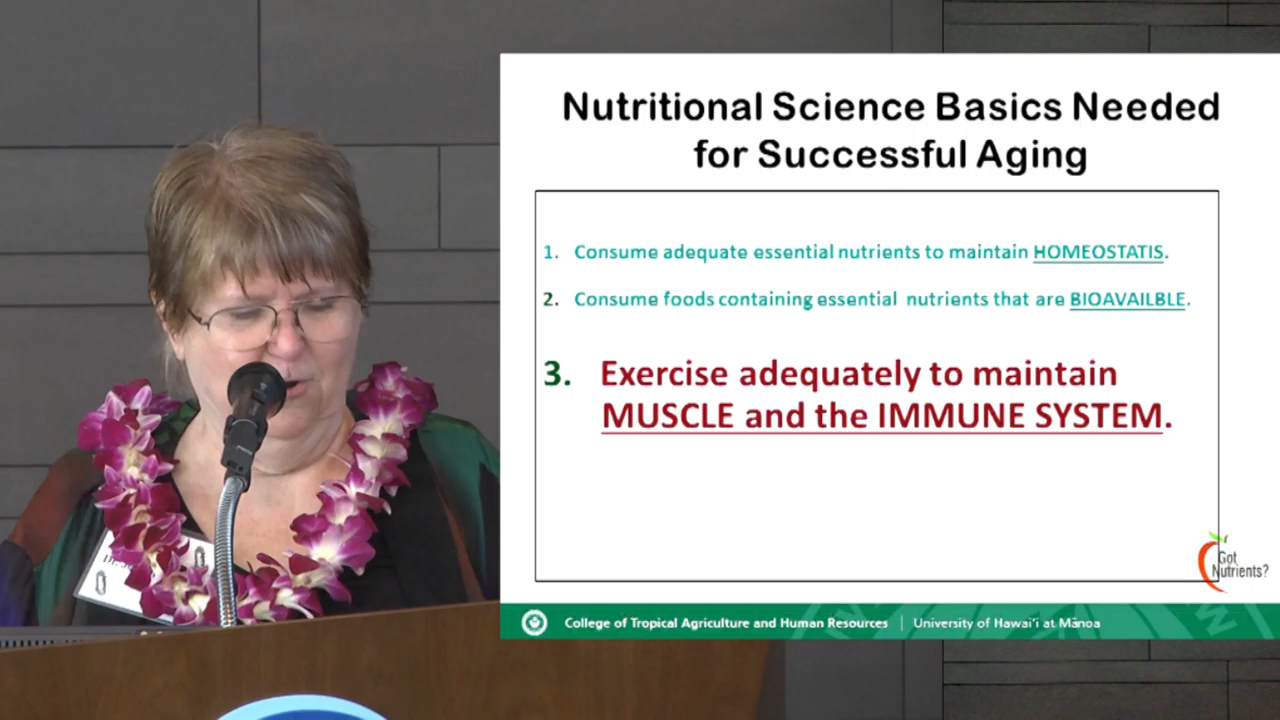 Nutritional Science Basics Needed
for Successful Aging
1. Consume adequate essential nutrients to maintain HOMEOSTATIS.
2. Consume foods containing essential nutrients that are BIOAVAILBLE.
3. Exercise adequately to maintain
MUSCLE and the IMMUNE SYSTEM.
Got
Nutrients?
College of Tropical Agriculture and Human Resources | University of Hawai‘i at Mānoa
Dr.